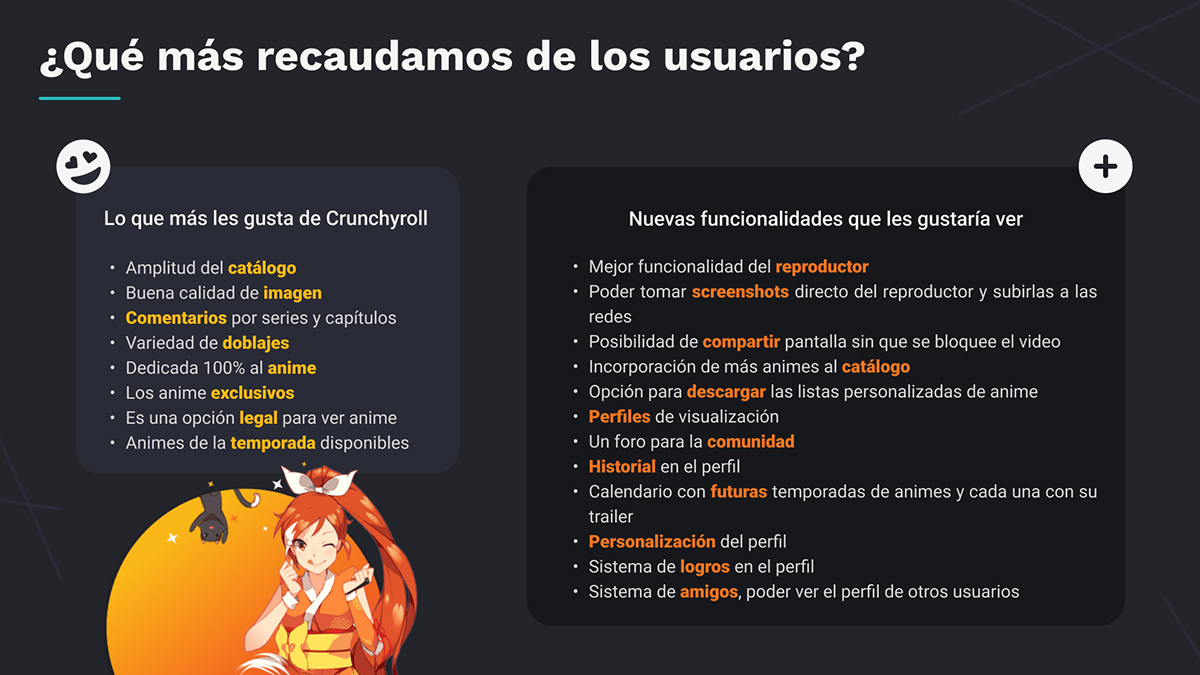 ¿Qué más recaudamos de los usuarios?
Lo que más les gusta de Crunchyroll
• Amplitud del catálogo
• Buena calidad de imagen
• Comentarios por series y capítulos
• Variedad de doblajes
• Dedicada 100% al anime
• Los anime exclusivos
• Es una opción legal para ver anime
• Animes de la temporada disponibles
Nuevas funcionalidades que les gustaría ver
• Mejor funcionalidad del reproductor
• Poder tomar screenshots directo del reproductor y subirlas a las
redes
• Posibilidad de compartir pantalla sin que se bloquee el video
• Incorporación de más animes al catálogo
• Opción para descargar las listas personalizadas de anime
• Perfiles de visualización
• Un foro para la comunidad
• Historial en el perfil
• Calendario con futuras temporadas de animes y cada una con su
trailer
• Personalización del perfil
• Sistema de logros en el perfil
• Sistema de amigos, poder ver el perfil de otros usuarios